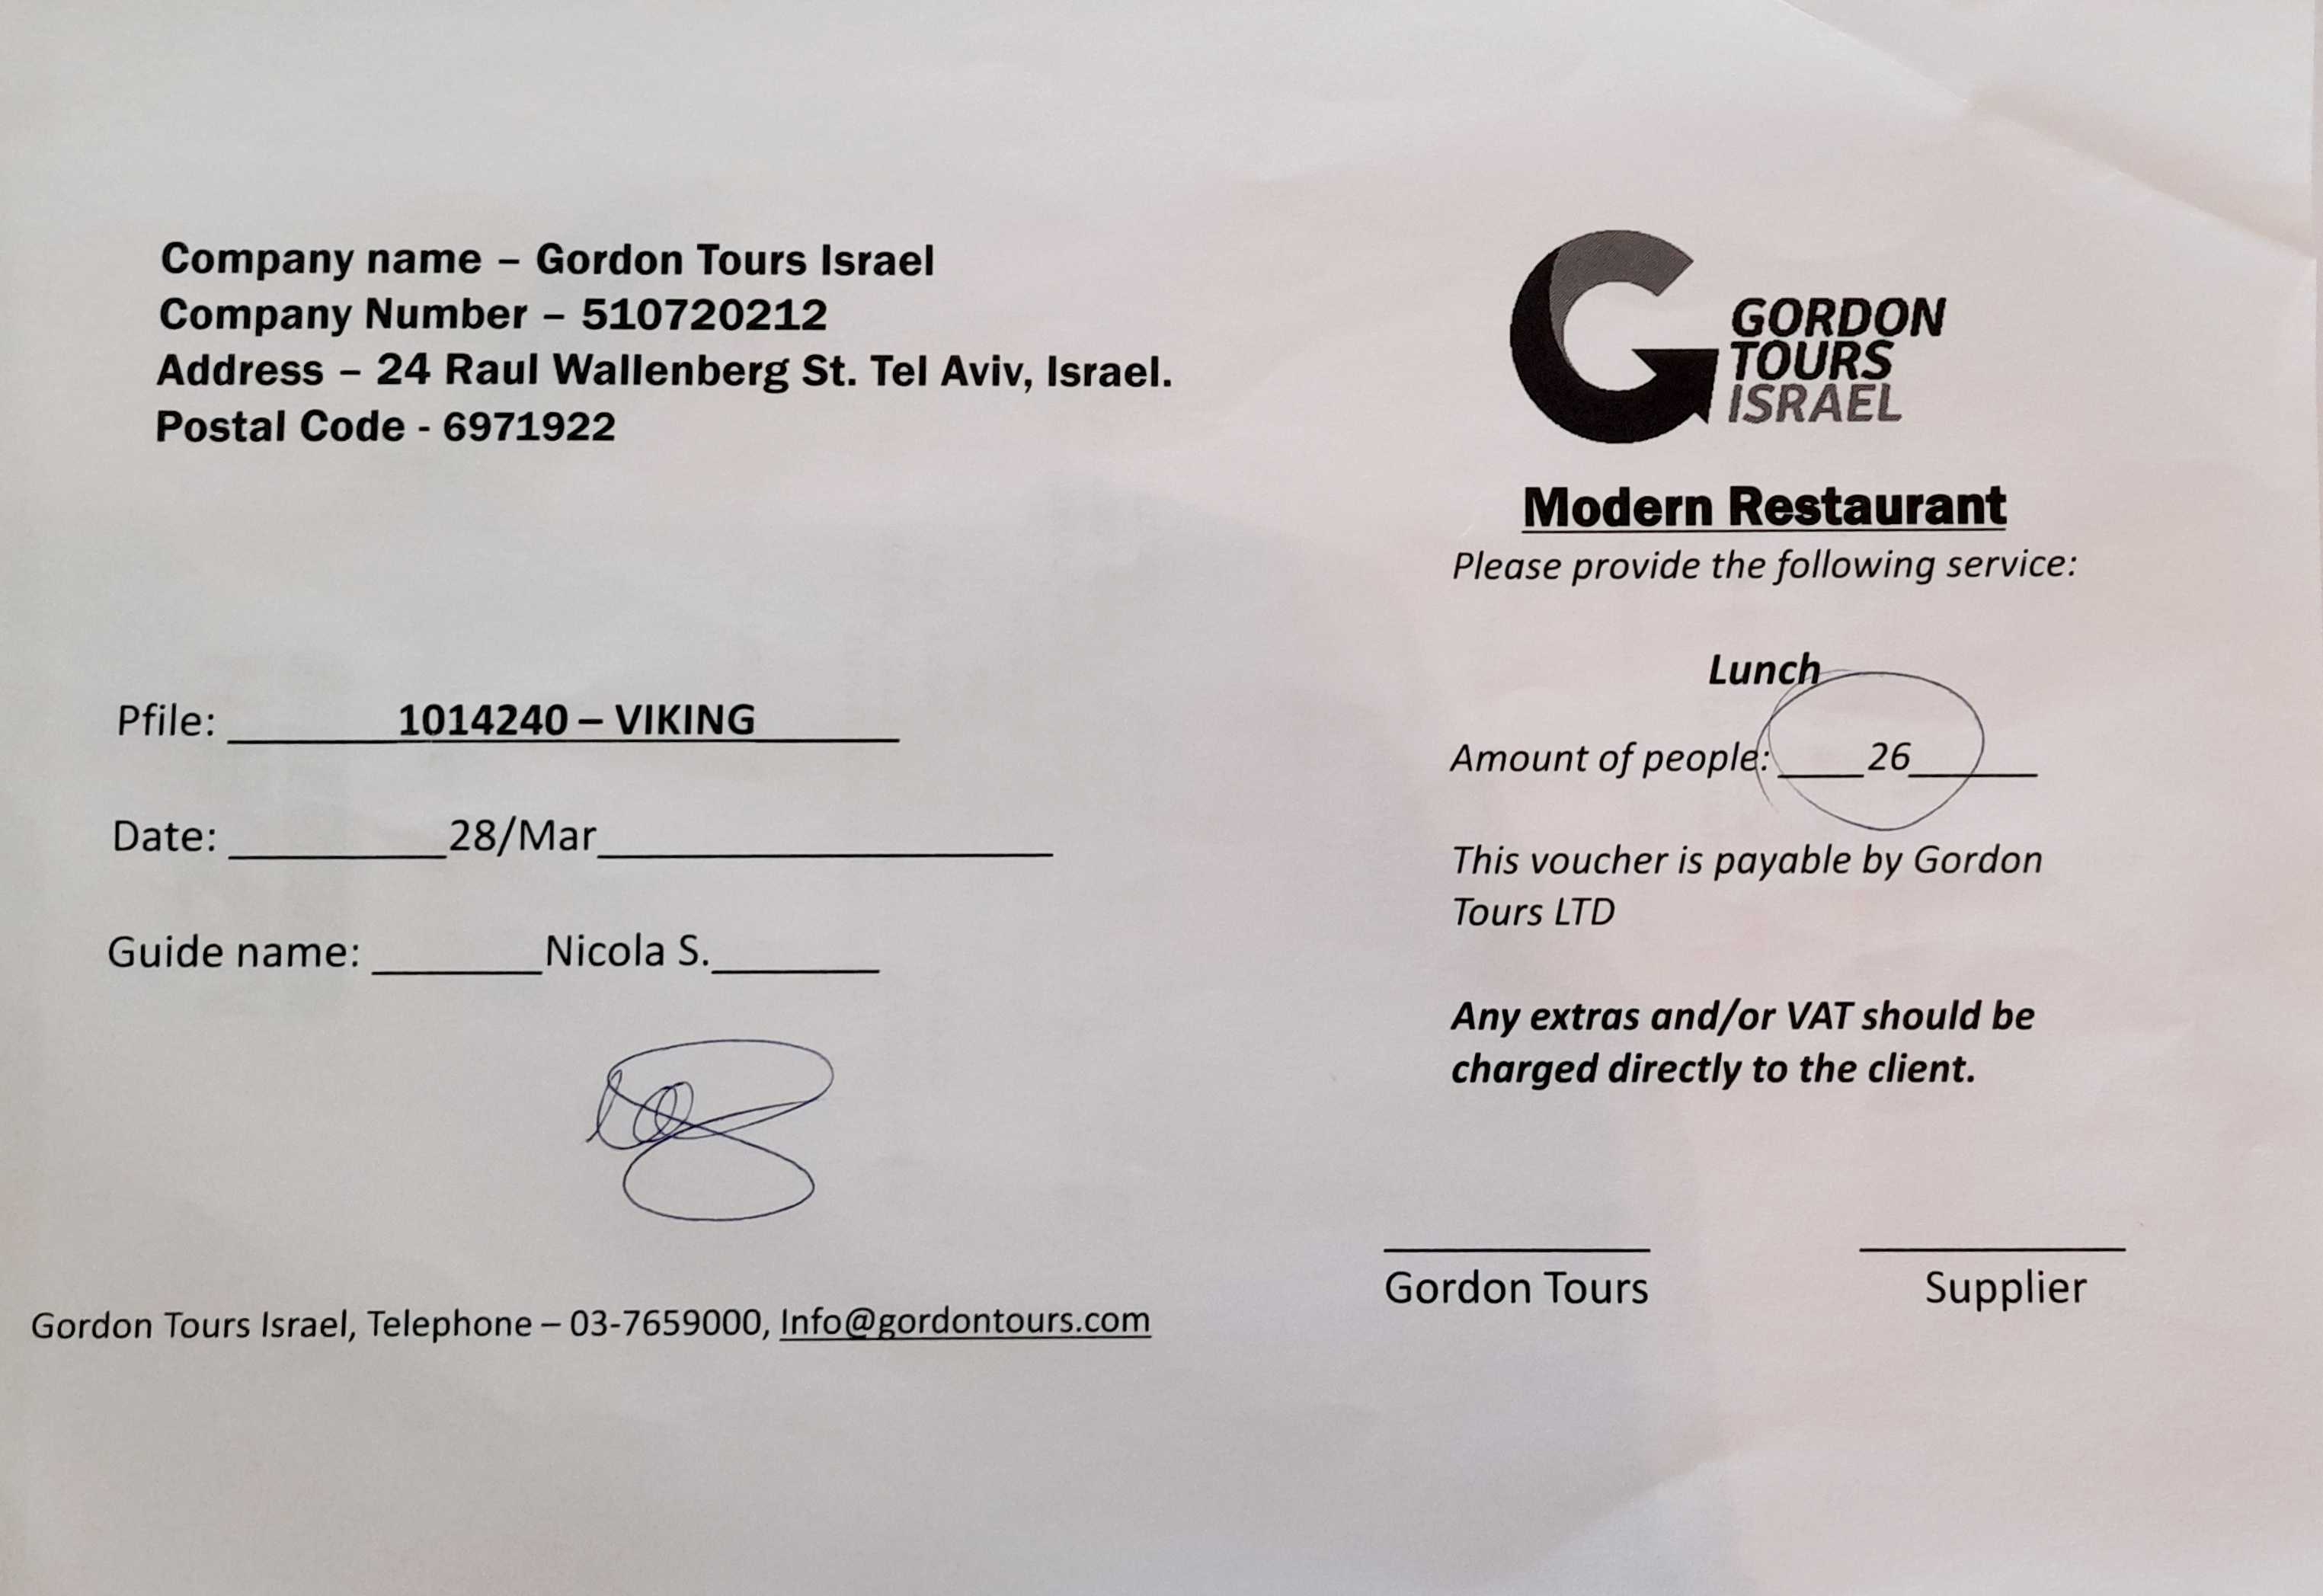 Company name – Gordon Tours Israel
Company Number – 510720212
Address – 24 Raul Wallenberg St. Tel Aviv, Israel.
Postal Code - 6971922
Pfile: 1014240 – VIKING
Date: 28/Mar
Guide name: Nicola S.
Gordon Tours Israel, Telephone – 03-7659000, Info@gordontours.com
GORDON
TOURS
ISRAEL
Modern Restaurant
Please provide the following service:
Lunch
Amount of people: 26
This voucher is payable by Gordon
Tours LTD
Any extras and/or VAT should be
charged directly to the client.
Gordon Tours
Supplier